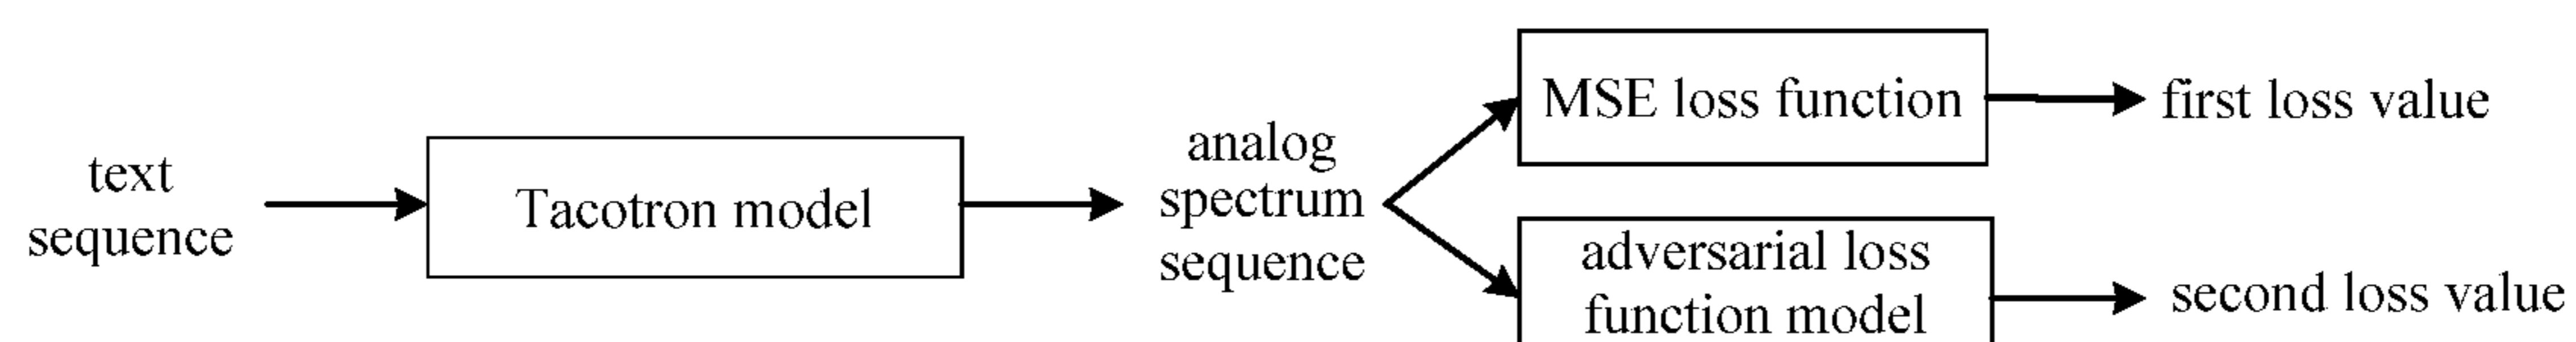 text
sequence
Tacotron model
analog
spectrum
sequence
MSE loss function
first loss value
adversarial loss
function model
second loss value